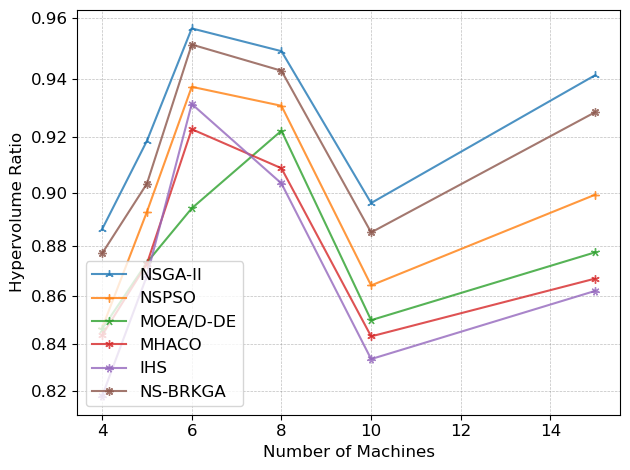 0.96
0.94
0.92
0.90
0.88
0.86
0.84
0.82
Hypervolume Ratio
NSGA-II
NSPSO
MOEA/D-DE
MHACO
IHS
NS-BRKGA
4
6
8
10
12
14
Number of Machines